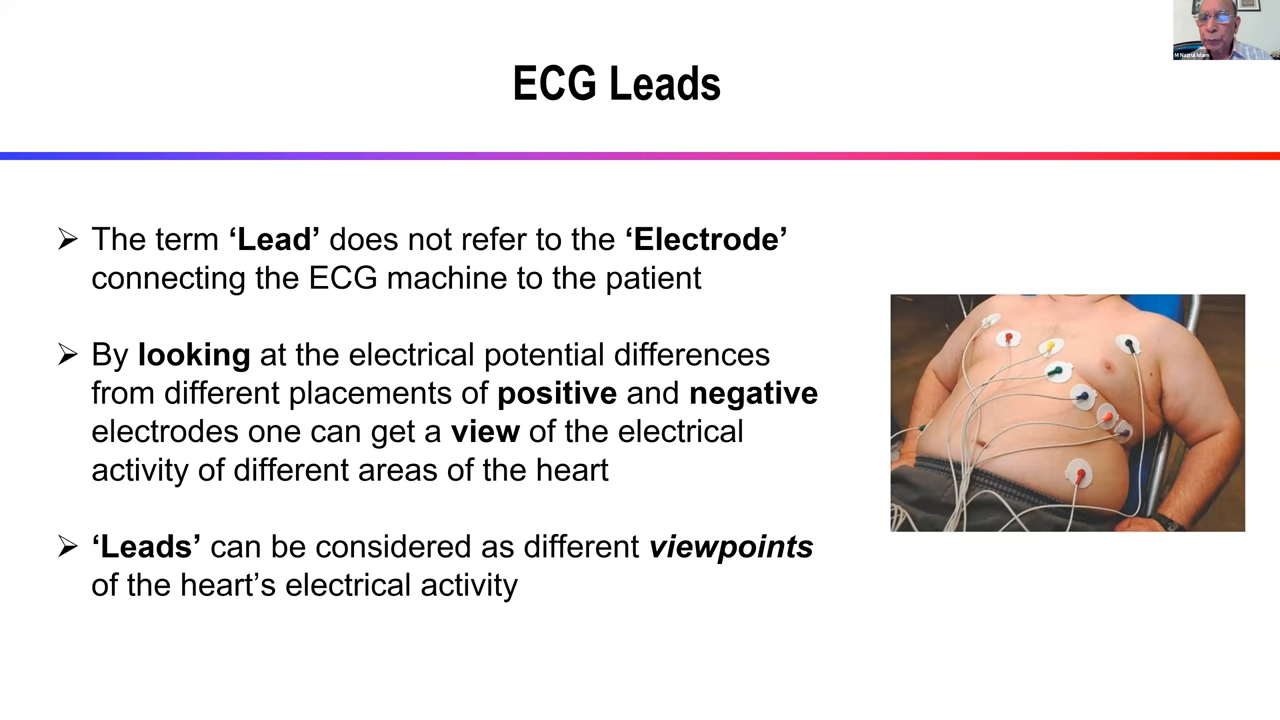 M Nazrul Islam
ECG Leads
➢ The term ‘Lead’ does not refer to the ‘Electrode’
connecting the ECG machine to the patient
➢ By looking at the electrical potential differences
from different placements of positive and negative
electrodes one can get a view of the electrical
activity of different areas of the heart
➢ ‘Leads’ can be considered as different viewpoints
of the heart’s electrical activity